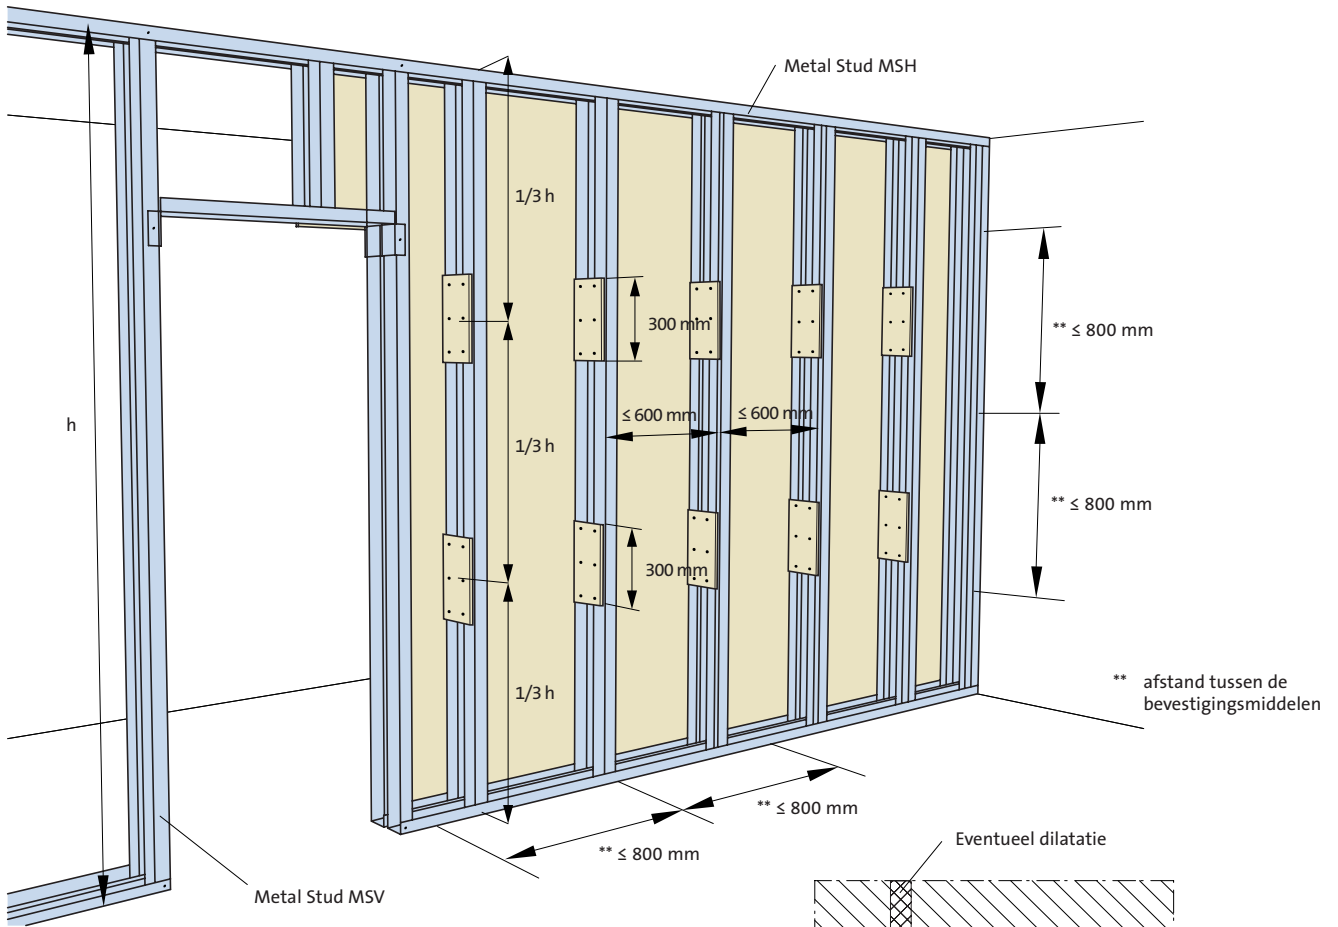 Metal Stud MSH
1/3 h
300 mm
** ≤ 800 mm
h
≤ 600 mm
≤ 600 mm
1/3 h
** ≤ 800 mm
300 mm
1/3 h
** afstand tussen de
bevestigingsmiddelen
** ≤ 800 mm
** ≤ 800 mm
Eventueel dilatatie
Metal Stud MSV